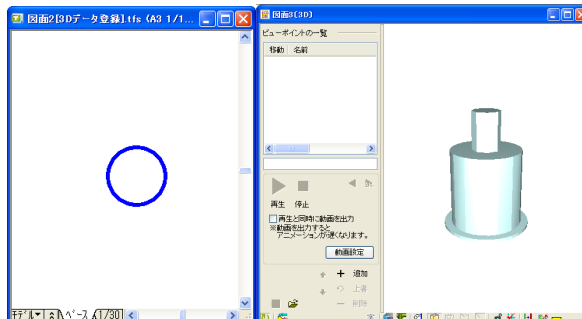 図面2[3Dデータ登録].tfs (A3 1/1...
モデル
ベース
1/30
図面3(3D)
ビューポイントの一覧
移動 名前
再生 停止
再生と同時に動画を出力
※動画を出力すると
アニメーションが遅くなります。
動画設定
追加
上書
削除